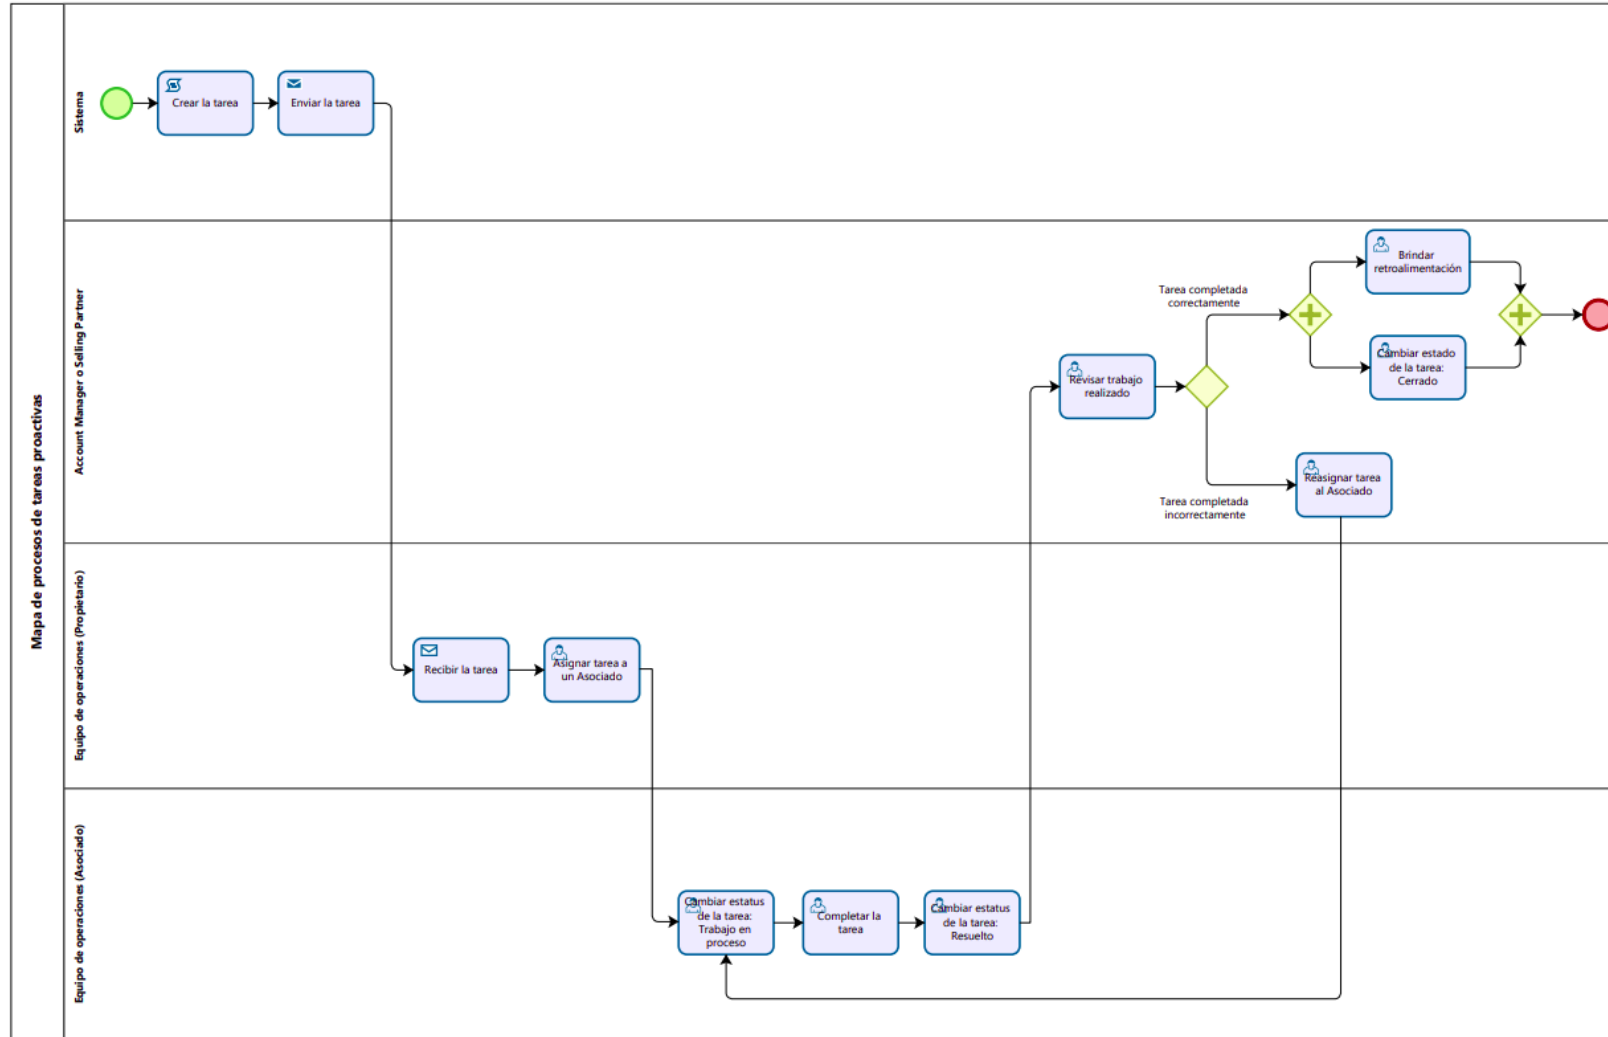 Mapa de procesos de tareas proactivas
Sistema
Crear la tarea
Enviar la tarea
Account Manager o Selling Partner
Revisar trabajo
realizado
Tarea completada
correctamente
Brindar
retroalimentación
Cambiar estado
de la tarea:
Cerrado
Tarea completada
incorrectamente
Reasignar tarea
al Asociado
Equipo de operaciones (Propietario)
Recibir la tarea
Asignar tarea a
un Asociado
Equipo de operaciones (Asociado)
Cambiar estatus
de la tarea:
Trabajo en
proceso
Completar la
tarea
Cambiar estatus
de la tarea:
Resuelto